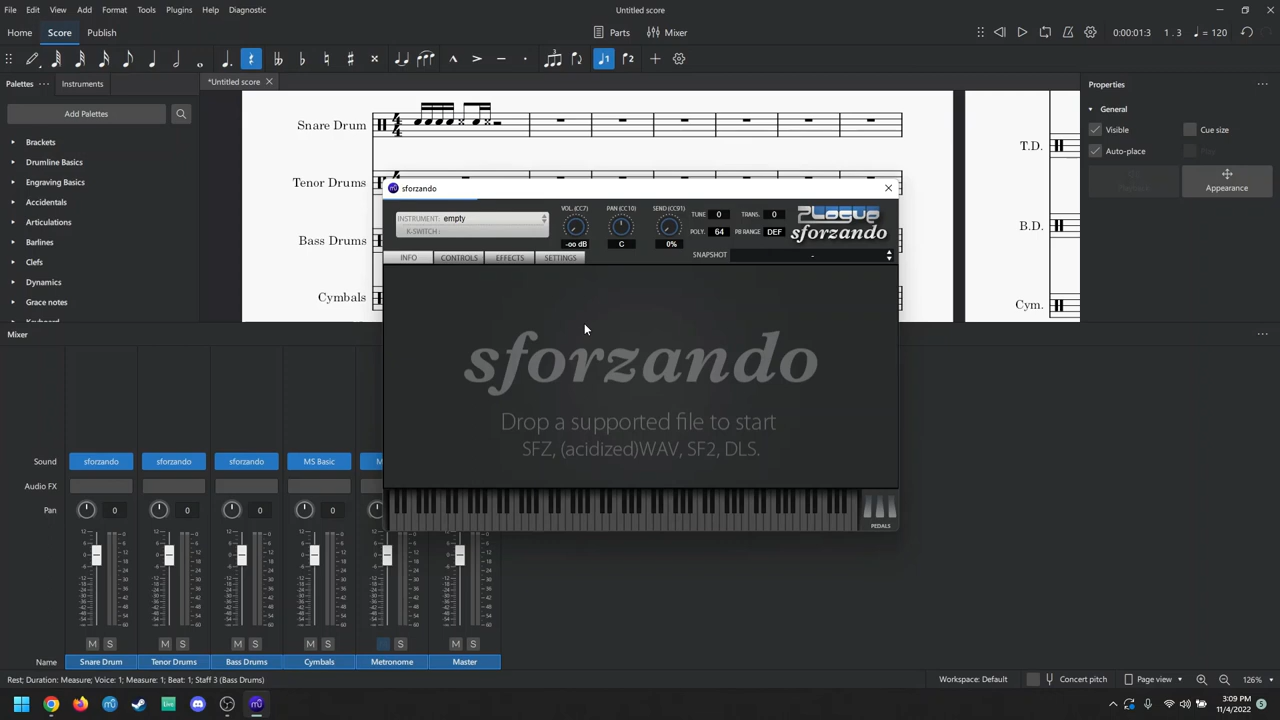 File Edit View Add Format Tools Plugins Help Diagnostic Untitled score
Home Score Publish Parts Mixer 0:00:01:3 1 . 3 = 120
1 2
Palettes Instruments *Untitled score Properties
Add Palettes General
Visible Cue size
Auto-place
Appearance
Brackets
Drumline Basics
Engraving Basics
Accidentals
Articulations
Barlines
Clefs
Dynamics
Grace notes
Snare Drum
Tenor Drums
Bass Drums
Cymbals
T.D.
B.D.
Cym.
sforzando
INSTRUMENT: empty
K-SWITCH :
VOL. (CC7) PAN (CC10) SEND (CC91) TUNE 0 TRANS. 0
POLY. 64 PB RANGE DEF
-oo dB C 0%
PLOGUE
sforzando
SNAPSHOT -
INFO CONTROLS EFFECTS SETTINGS
sforzando
Drop a supported file to start
SFZ, (acidized)WAV, SF2, DLS.
PEDALS
Mixer
Sound sforzando sforzando sforzando MS Basic M
Audio FX
Pan 0 0 0 0
M S M S M S M S S M S
Name Snare Drum Tenor Drums Bass Drums Cymbals Metronome Master
Rest; Duration: Measure; Voice: 1; Measure: 1; Beat: 1; Staff 3 (Bass Drums) Workspace: Default Concert pitch Page view 126%
Live
3:09 PM
11/4/2022